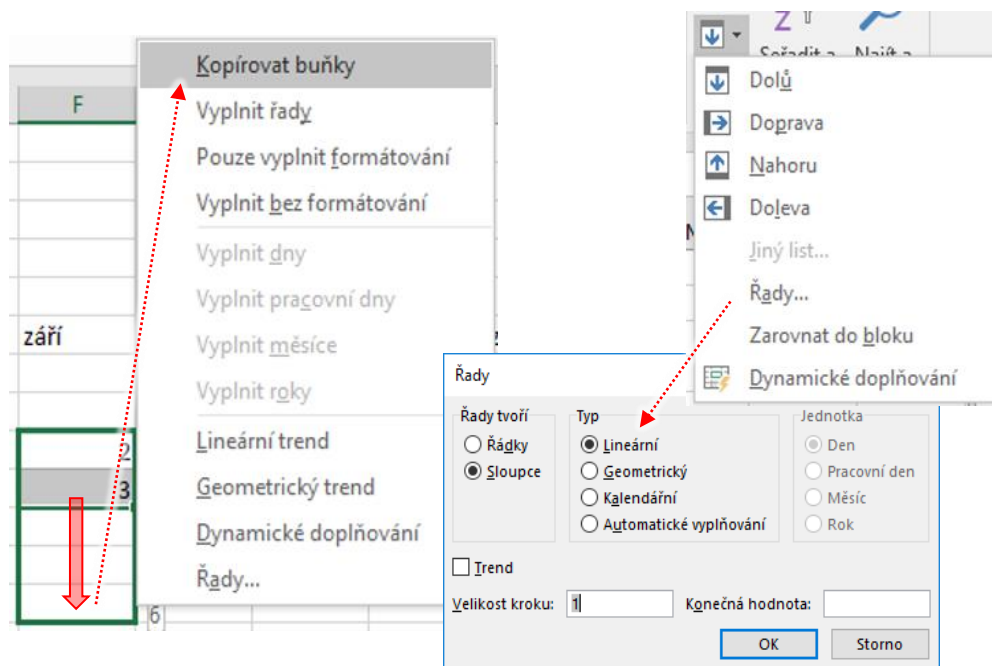 F
září
2
3
6
Kopírovat buňky
Vyplnit řady
Pouze vyplnit formátování
Vyplnit bez formátování
Vyplnit dny
Vyplnit pracovní dny
Vyplnit měsíce
Vyplnit roky
Lineární trend
Geometrický trend
Dynamické doplňování
Řady...
Dolů
Doprava
Nahoru
Doleva
Jiný list...
Řady...
Zarovnat do bloku
Dynamické doplňování
Řady
Řady tvoří
Řádky
Sloupce
Typ
Lineární
Geometrický
Kalendářní
Automatické vyplňování
Jednotka
Den
Pracovní den
Měsíc
Rok
Trend
Velikost kroku: 1
Konečná hodnota:
OK Storno